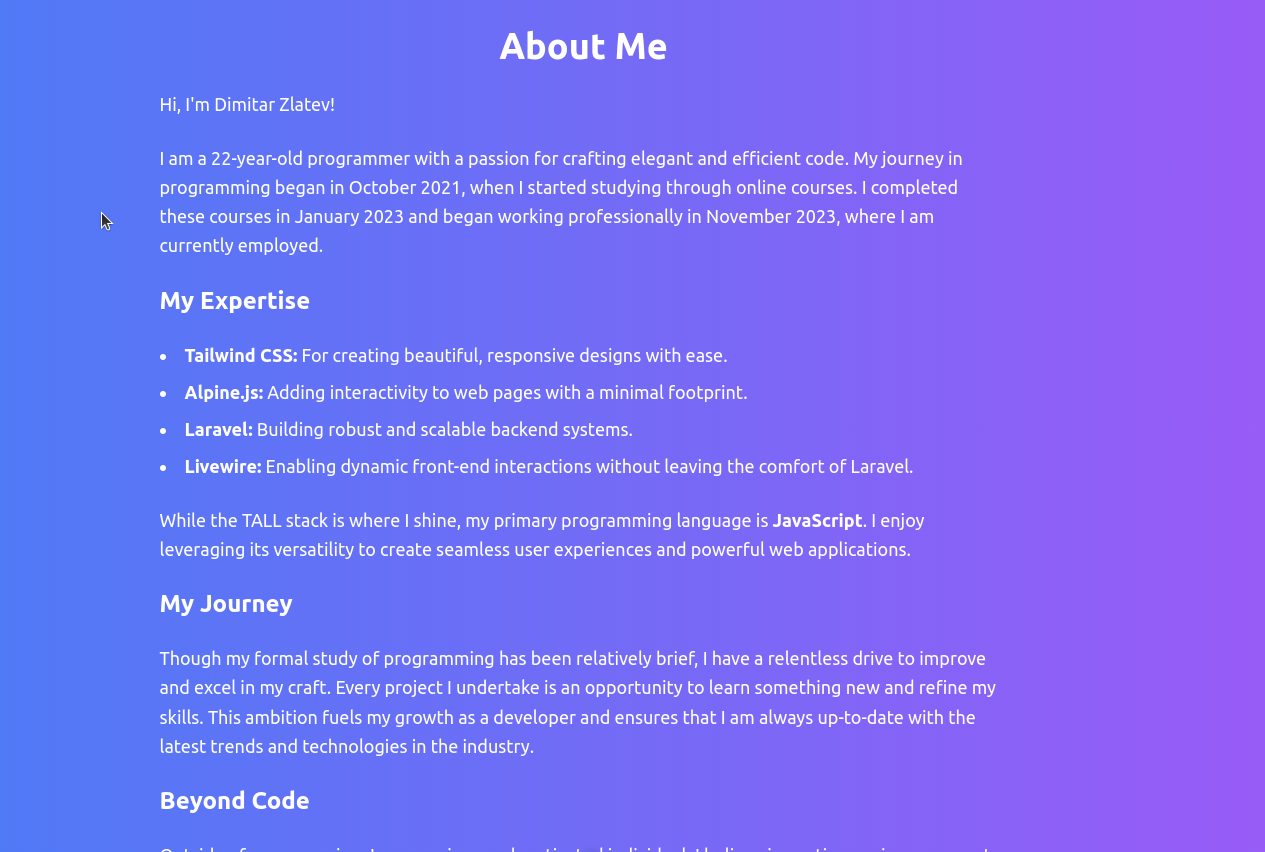 About Me
Hi, I'm Dimitar Zlatev!
I am a 22-year-old programmer with a passion for crafting elegant and efficient code. My journey in
programming began in October 2021, when I started studying through online courses. I completed
these courses in January 2023 and began working professionally in November 2023, where I am
currently employed.
My Expertise
• Tailwind CSS: For creating beautiful, responsive designs with ease.
• Alpine.js: Adding interactivity to web pages with a minimal footprint.
• Laravel: Building robust and scalable backend systems.
• Livewire: Enabling dynamic front-end interactions without leaving the comfort of Laravel.
While the TALL stack is where I shine, my primary programming language is JavaScript. I enjoy
leveraging its versatility to create seamless user experiences and powerful web applications.
My Journey
Though my formal study of programming has been relatively brief, I have a relentless drive to improve
and excel in my craft. Every project I undertake is an opportunity to learn something new and refine my
skills. This ambition fuels my growth as a developer and ensures that I am always up-to-date with the
latest trends and technologies in the industry.
Beyond Code